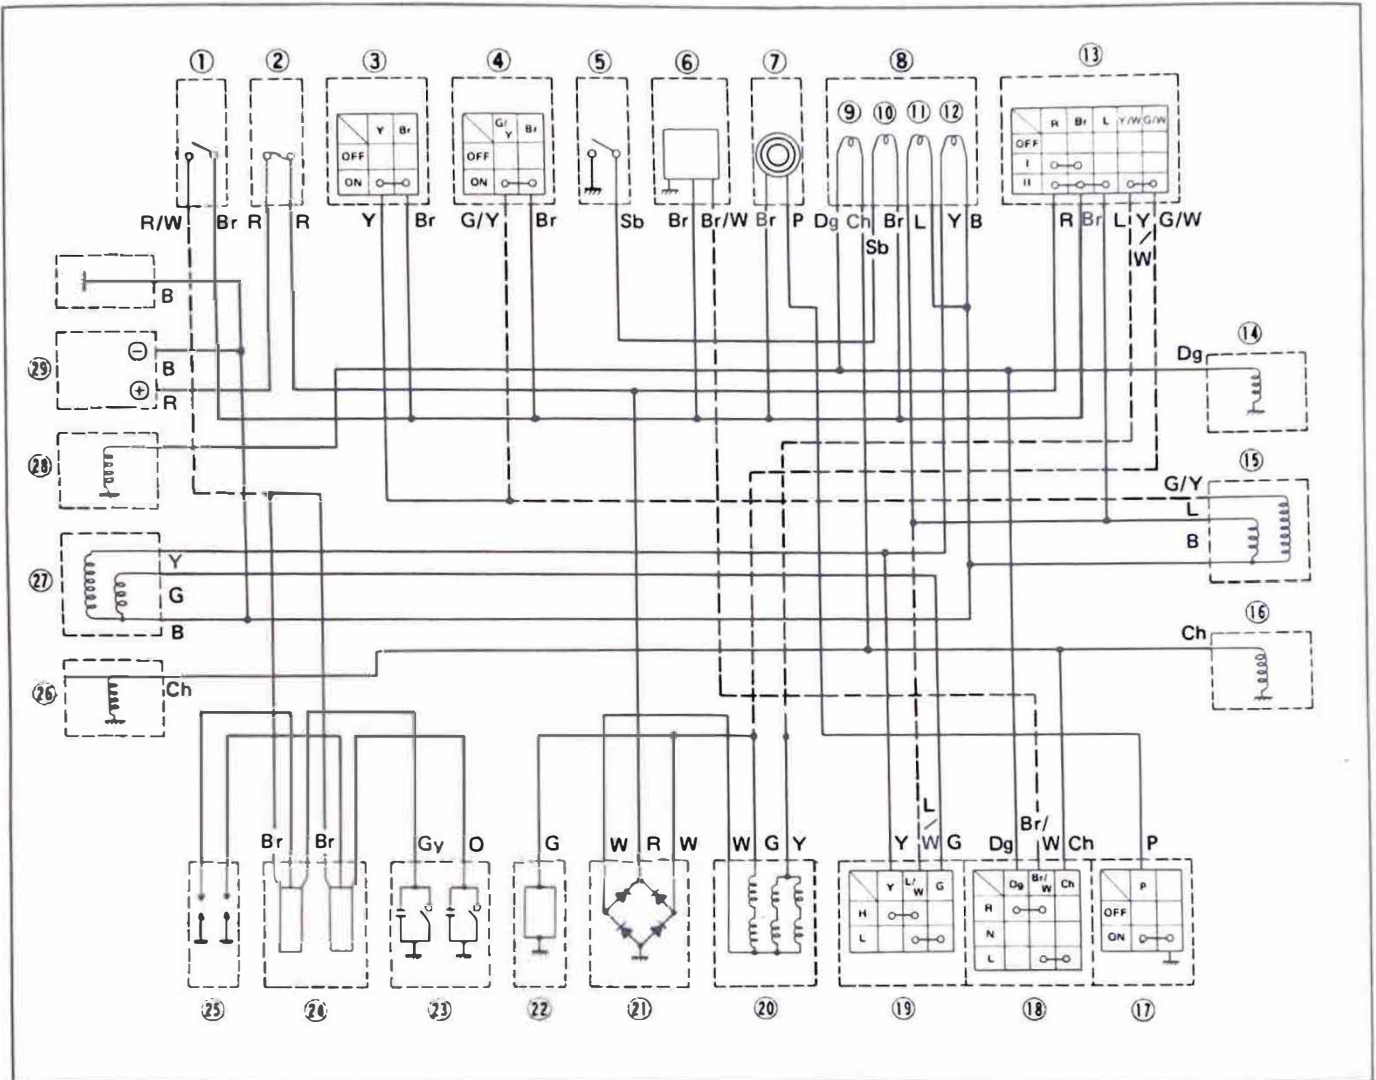 ① ② ③ ④ ⑤ ⑥ ⑦ ⑧ ⑬
⑨ ⑩ ⑪ ⑫
Y Br
OFF
ON
G/Y Br
OFF
ON
R Br L Y/W G/W
OFF
I
II
R/W Br R R Y Br G/Y Br Sb Br Br/W Br P Dg Ch Br L Y B R Br L Y/W G/W
Sb
B
⑭
Dg
㉙
⊖
B
⊕
R
㉘
⑮
G/Y
L
B
㉗
Y
G
B
⑯
Ch
㉖
Ch
Br Br Gy O G W R W W G Y Y L/W G Dg Br/W Ch P
Y L/W G
H
L
Dg Br/W Ch
R
N
L
P
OFF
ON
㉕ ㉔ ㉓ ㉒ ㉑ ⑳ ⑲ ⑱ ⑰